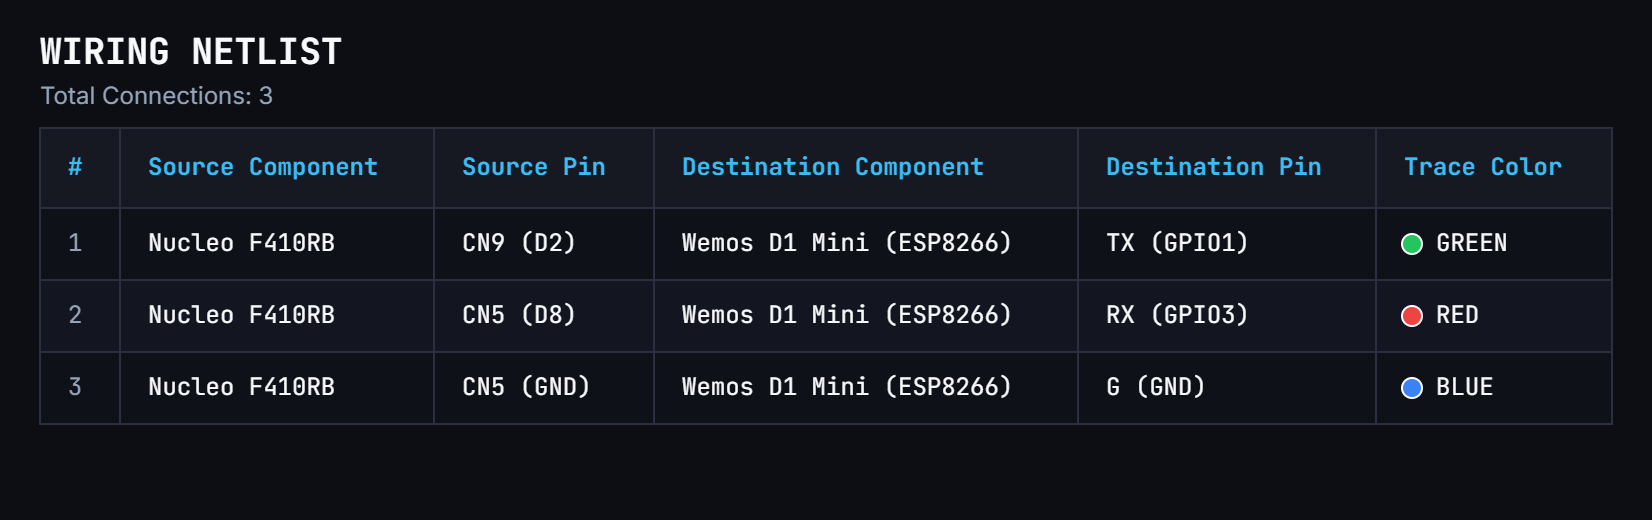 WIRING NETLIST
Total Connections: 3
# Source Component Source Pin Destination Component Destination Pin Trace Color
1 Nucleo F410RB CN9 (D2) Wemos D1 Mini (ESP8266) TX (GPIO1) GREEN
2 Nucleo F410RB CN5 (D8) Wemos D1 Mini (ESP8266) RX (GPIO3) RED
3 Nucleo F410RB CN5 (GND) Wemos D1 Mini (ESP8266) G (GND) BLUE